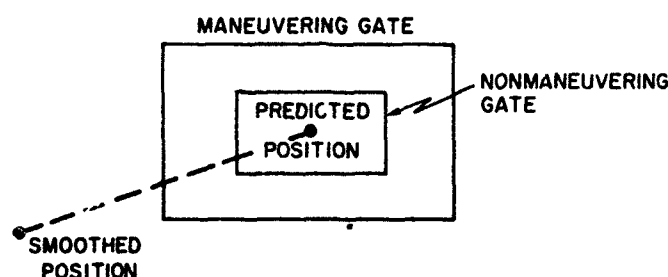 MANEUVERING GATE
NONMANEUVERING
GATE
PREDICTED
POSITION
SMOOTHED
POSITION